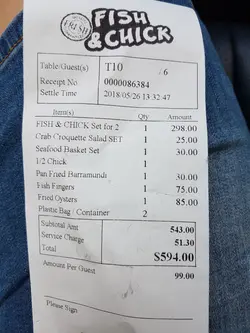 FRESH
FISH
& CHICK
Table/Guest(s) T10 /6
Receipt No 0000086384
Settle Time 2018/05/26 13:32:47
Item(s) Qty Amount
FISH & CHICK Set for 2 1 298.00
Crab Croquette Salad SET 1 25.00
Seafood Basket Set 1 30.00
1/2 Chick 1
Pan Fried Barramundi 1 30.00
Fish Fingers 1 75.00
Fried Oysters 1 85.00
Plastic Bag / Container 2
Subtotal Amt 543.00
Service Charge 51.30
Total $594.00
Amount Per Guest 99.00
Please Sign